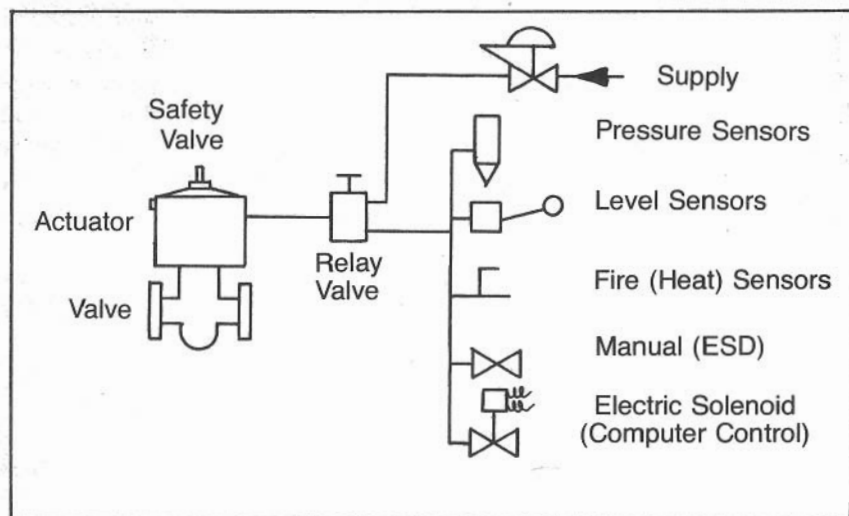 Supply
Safety
Valve
Pressure Sensors
Level Sensors
Actuator
Relay
Valve
Fire (Heat) Sensors
Valve
Manual (ESD)
Electric Solenoid
(Computer Control)